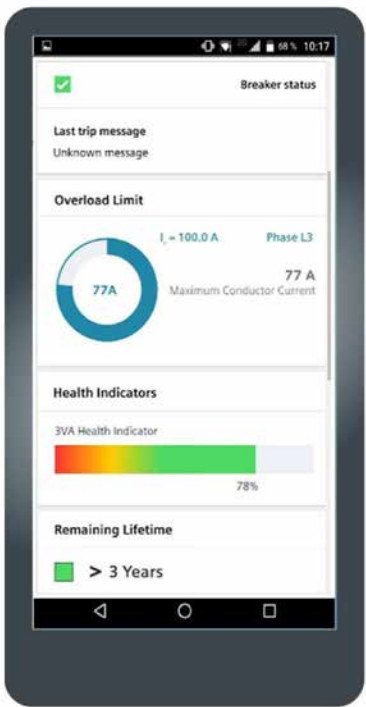 68% 10:17
Breaker status
Last trip message
Unknown message
Overload Limit
Iᵣ = 100.0 A Phase L3
77A
77 A
Maximum Conductor Current
Health Indicators
3VA Health Indicator
78%
Remaining Lifetime
> 3 Years